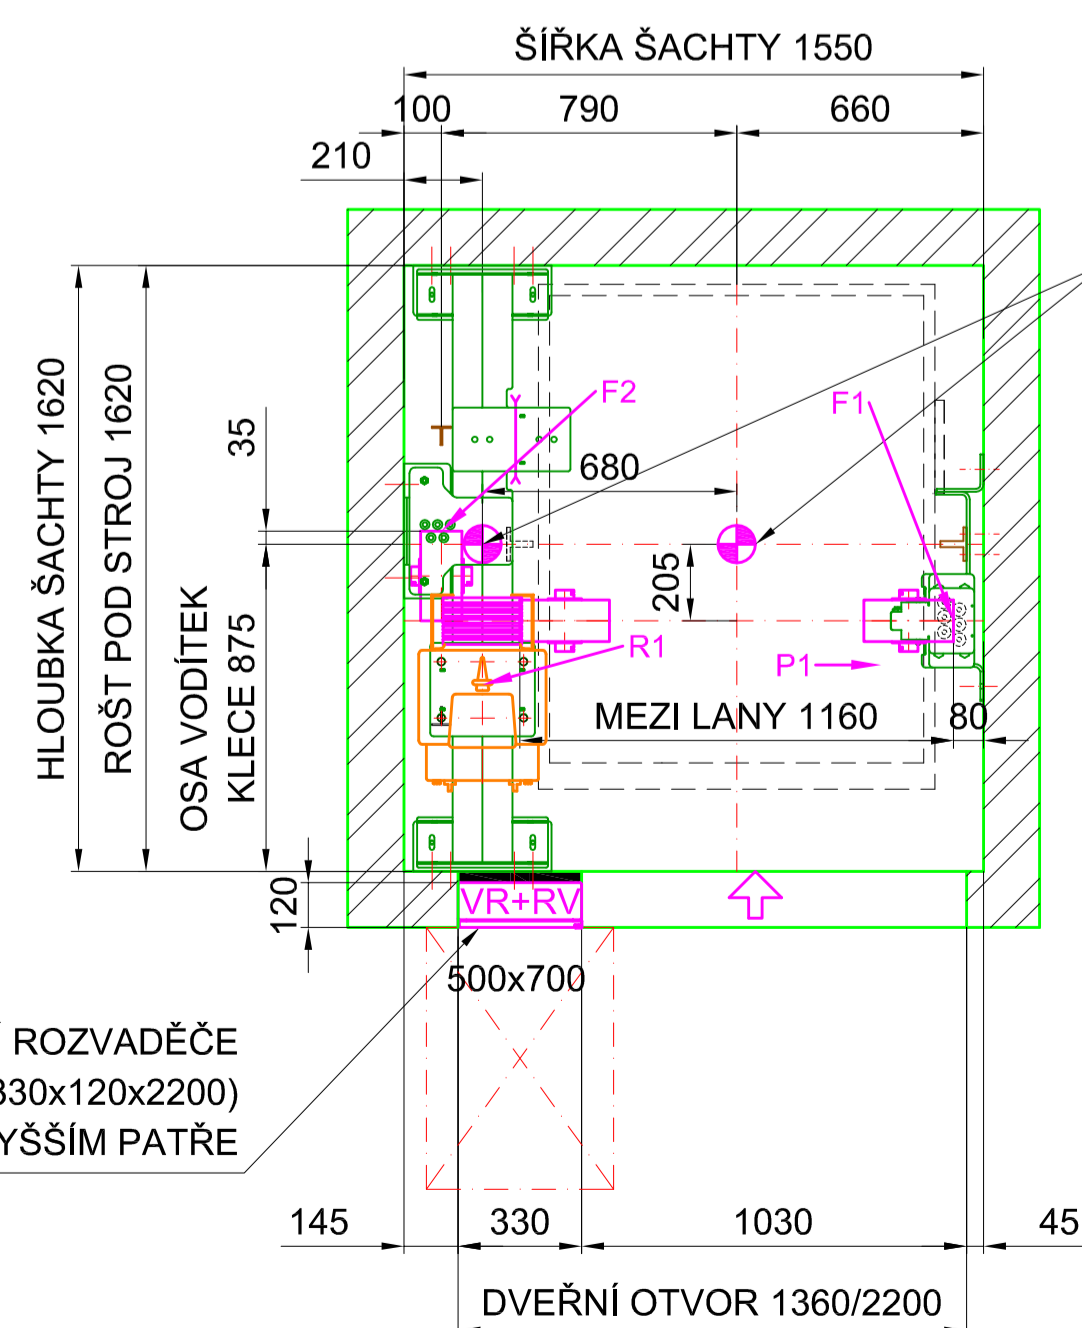 ŠÍŘKA ŠACHTY 1550
100
790
660
210
HLOUBKA ŠACHTY 1620
ROŠT POD STROJ 1620
35
OSA VODÍTEK
KLECE 875
F2
F1
680
205
R1
P1
MEZI LANY 1160
80
120
VR+RV
500x700
ROZVADĚČE
330x120x2200)
YŠŠÍM PATŘE
145
330
1030
45
DVEŘNÍ OTVOR 1360/2200